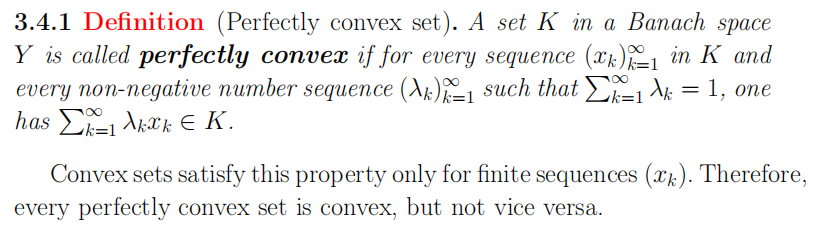 3.4.1 Definition (Perfectly convex set). A set K in a Banach space
Y is called perfectly convex if for every sequence (x_k)_{k=1}^∞ in K and
every non-negative number sequence (λ_k)_{k=1}^∞ such that ∑_{k=1}^∞ λ_k = 1, one
has ∑_{k=1}^∞ λ_k x_k ∈ K.
Convex sets satisfy this property only for finite sequences (x_k). Therefore,
every perfectly convex set is convex, but not vice versa.